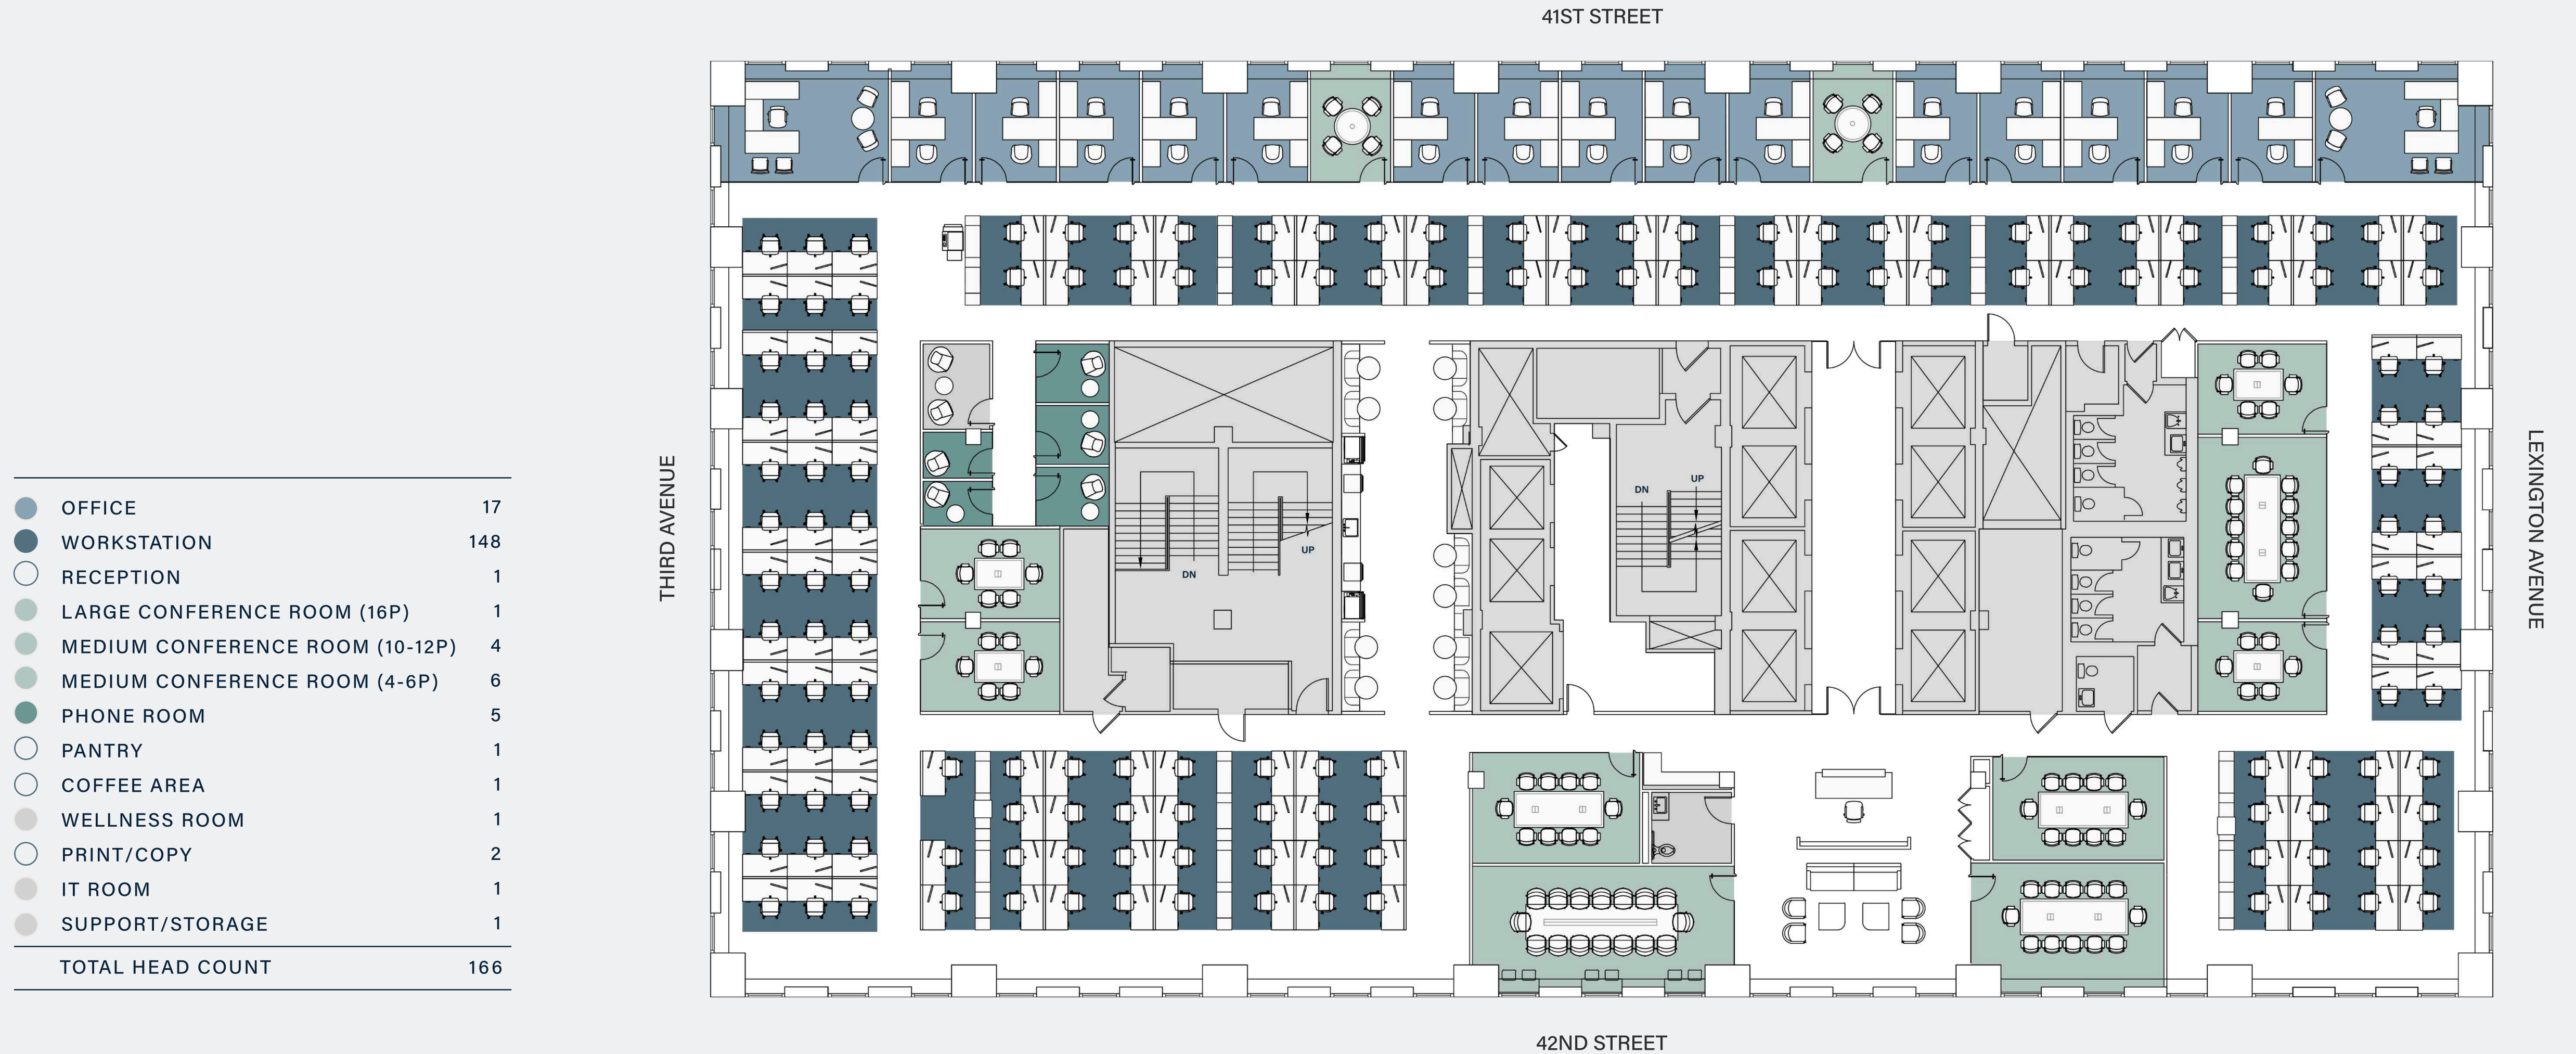 41ST STREET
THIRD AVENUE
LEXINGTON AVENUE
OFFICE 17
WORKSTATION 148
RECEPTION 1
LARGE CONFERENCE ROOM (16P) 1
MEDIUM CONFERENCE ROOM (10-12P) 4
MEDIUM CONFERENCE ROOM (4-6P) 6
PHONE ROOM 5
PANTRY 1
COFFEE AREA 1
WELLNESS ROOM 1
PRINT/COPY 2
IT ROOM 1
SUPPORT/STORAGE 1
TOTAL HEAD COUNT 166
DN
UP
DN
UP
42ND STREET